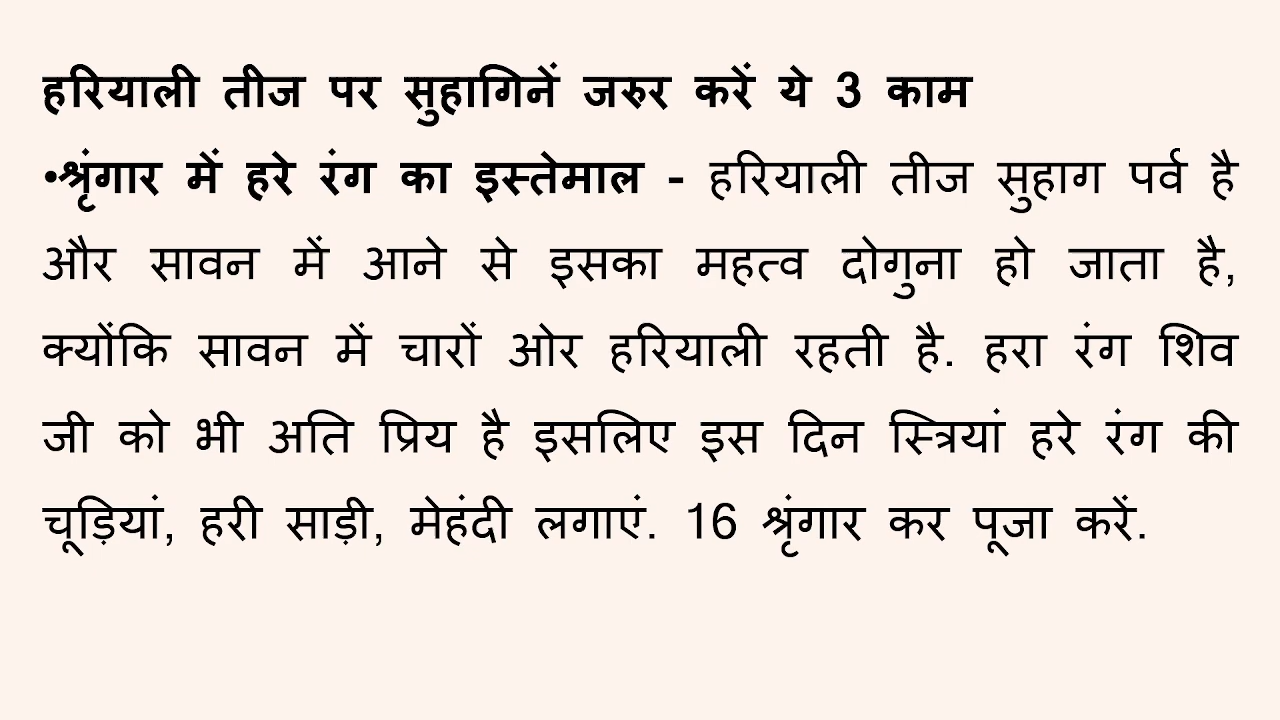 हरियाली तीज पर सुहागिनें जरुर करें ये 3 काम
•श्रृंगार में हरे रंग का इस्तेमाल - हरियाली तीज सुहाग पर्व है
और सावन में आने से इसका महत्व दोगुना हो जाता है,
क्योंकि सावन में चारों ओर हरियाली रहती है. हरा रंग शिव
जी को भी अति प्रिय है इसलिए इस दिन स्त्रियां हरे रंग की
चूड़ियां, हरी साड़ी, मेहंदी लगाएं. 16 श्रृंगार कर पूजा करें.